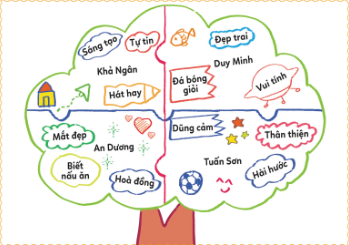 Sáng tạo
Tự tin
Khả Ngân
Hát hay
Đẹp trai
Duy Minh
Đá bóng
giỏi
Vui tính
Mắt đẹp
An Dương
Biết
nấu ăn
Hoà đồng
Dũng cảm
Thân thiện
Tuấn Sơn
Hài hước